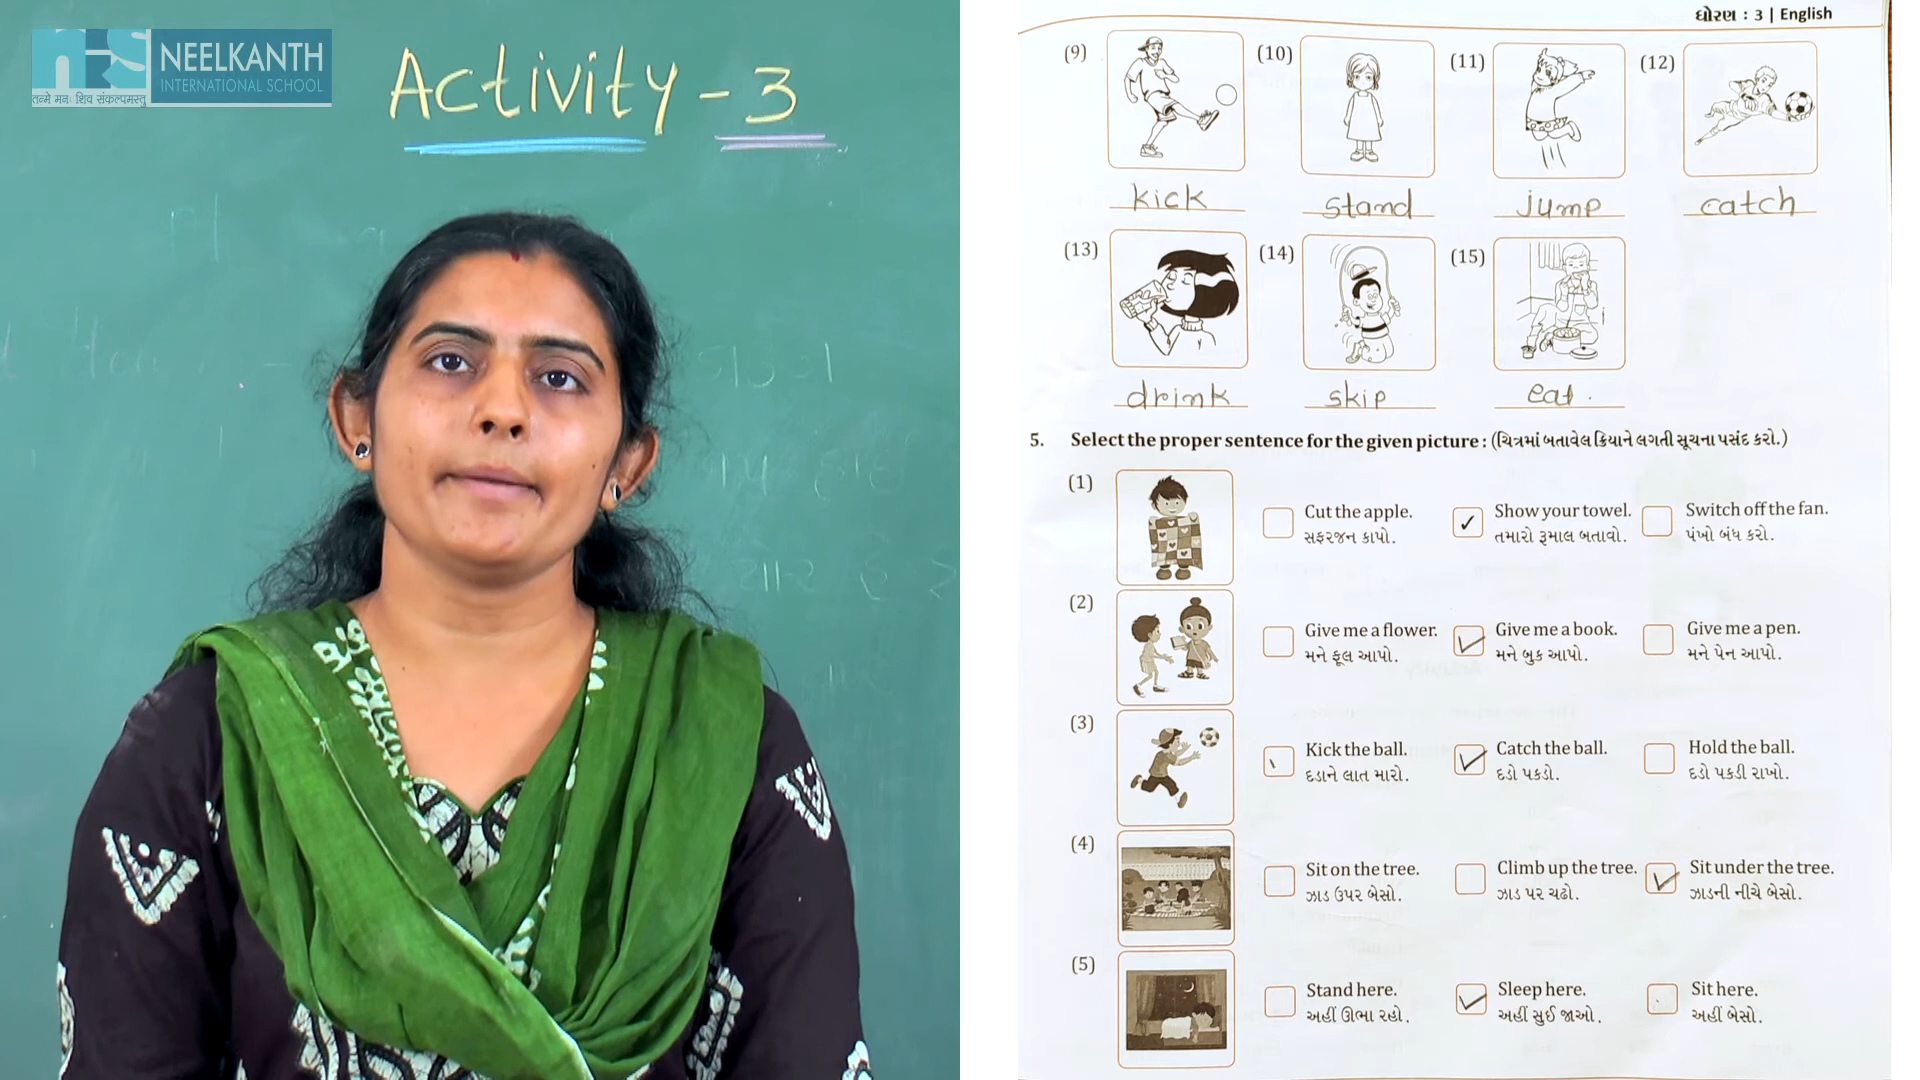 nis NEELKANTH
INTERNATIONAL SCHOOL
तन्मे मनः शिव संकल्पमस्तु
Activity - 3
ધોરણ : 3 | English
(9) (10) (11) (12)
kick stand jump catch
(13) (14) (15)
drink skip eat.
5. Select the proper sentence for the given picture : (ચિત્રમાં બતાવેલ ક્રિયાને લગતી સૂચના પસંદ કરો.)
(1)
Cut the apple. ✓ Show your towel. Switch off the fan.
સફરજન કાપો. તમારો રૂમાલ બતાવો. પંખો બંધ કરો.
(2)
Give me a flower. ✓ Give me a book. Give me a pen.
મને ફૂલ આપો. મને બુક આપો. મને પેન આપો.
(3)
Kick the ball. ✓ Catch the ball. Hold the ball.
દડાને લાત મારો. દડો પકડો. દડો પકડી રાખો.
(4)
Sit on the tree. Climb up the tree. ✓ Sit under the tree.
ઝાડ ઉપર બેસો. ઝાડ પર ચઢો. ઝાડની નીચે બેસો.
(5)
Stand here. ✓ Sleep here. Sit here.
અહીં ઊભા રહો. અહીં સુઈ જાઓ. અહીં બેસો.